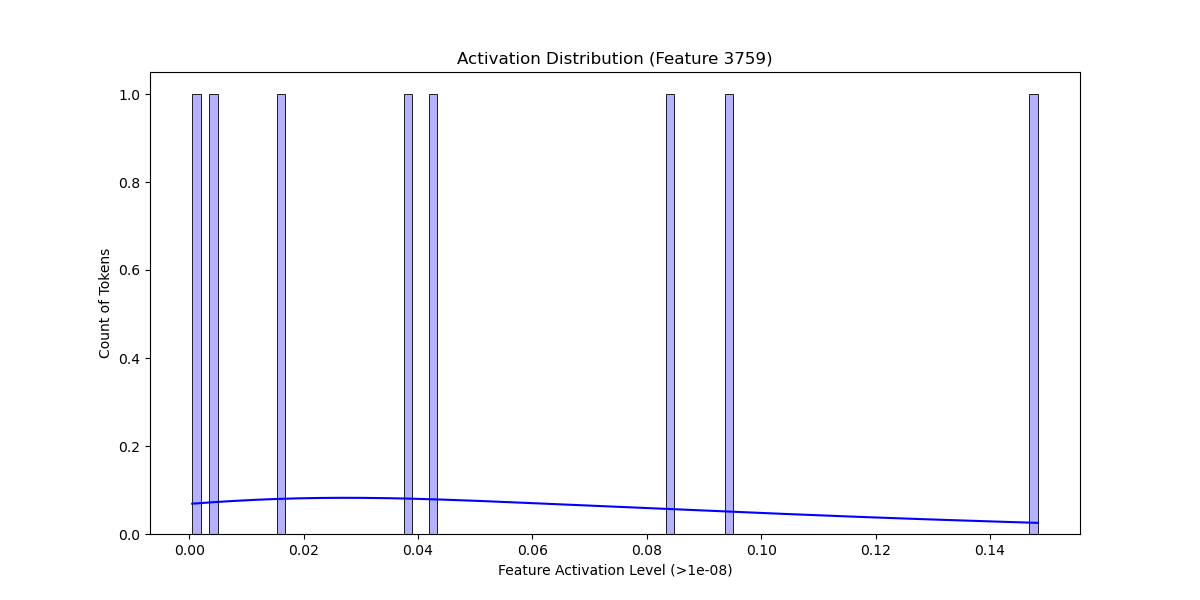 Activation Distribution (Feature 3759)
1.0
0.8
0.6
0.4
0.2
0.0
Count of Tokens
0.00 0.02 0.04 0.06 0.08 0.10 0.12 0.14
Feature Activation Level (>1e-08)